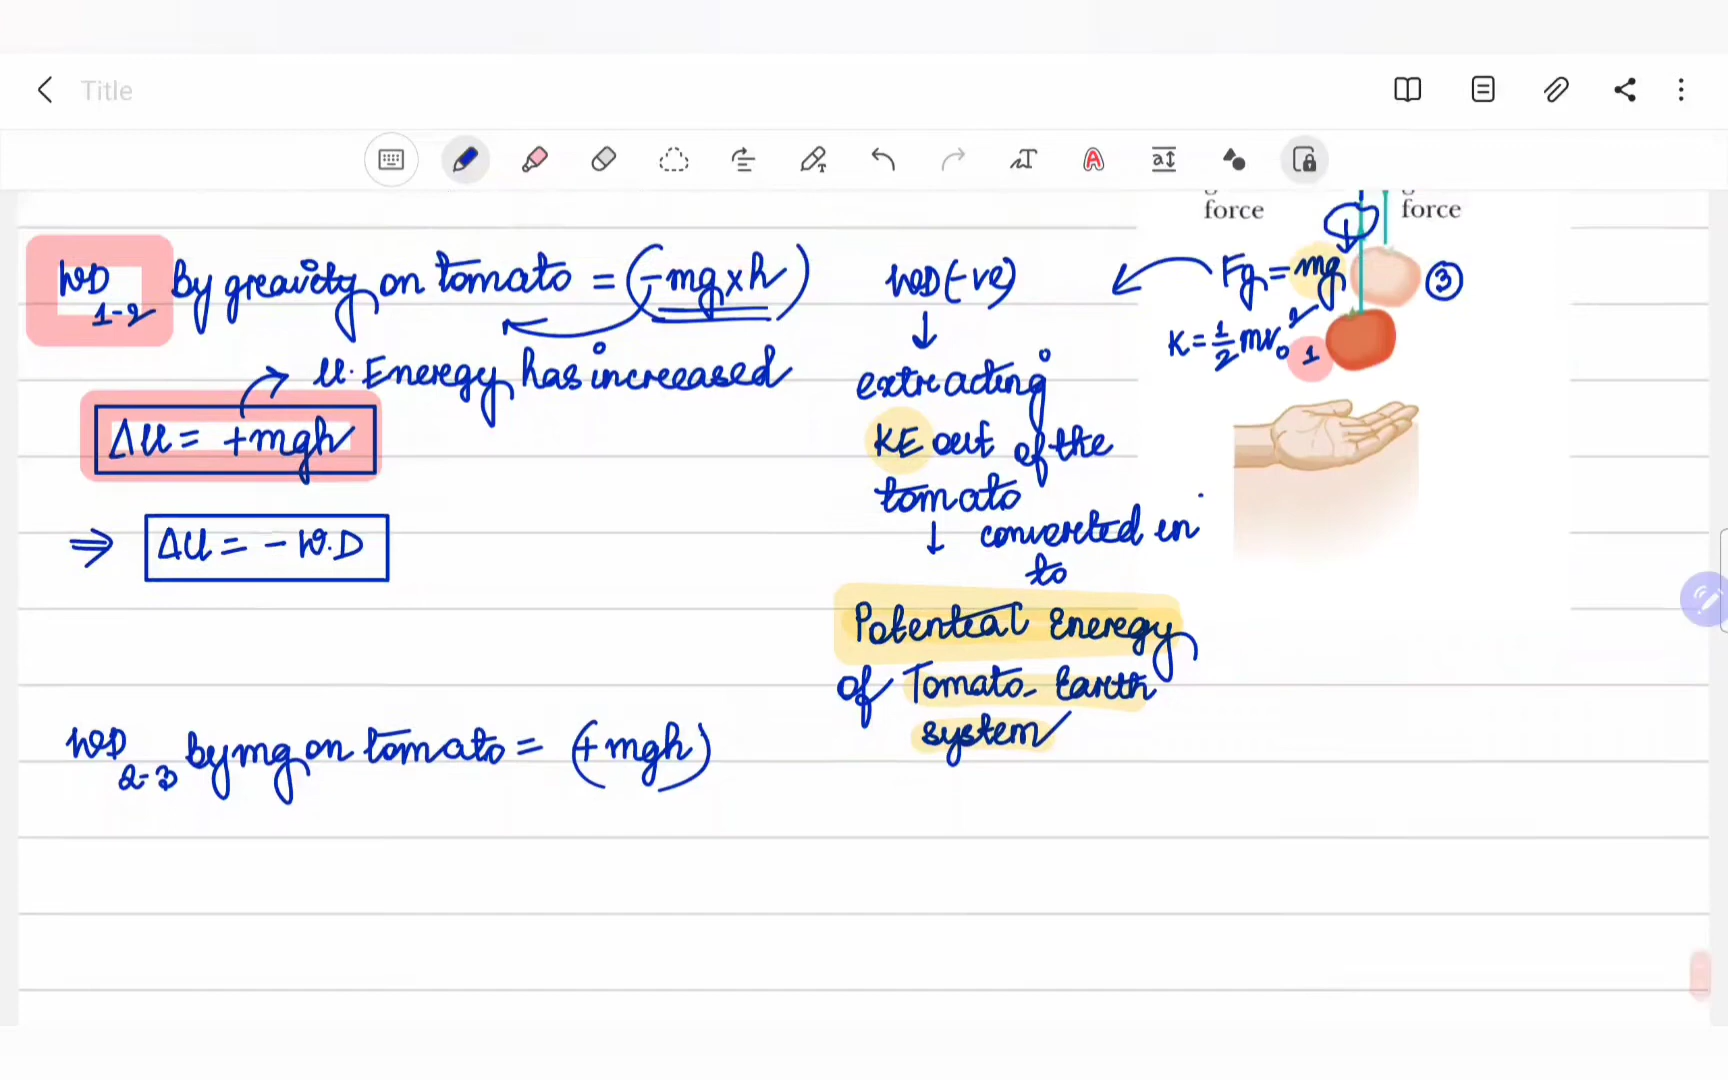 Title
force
force
WD 1-2 By gravity on tomato = (-mg×h)
U. Energy has increased
ΔU = +mgh
⇒ ΔU = - W.D
WD 2-3 by mg on tomato = (+mgh)
WD(-ve)
↓
extracting
KE out of the
tomato
↓ converted in
to
Potential Energy
of Tomato-Earth
system
Fg = mg
3
K = 1/2 mv₀²
1